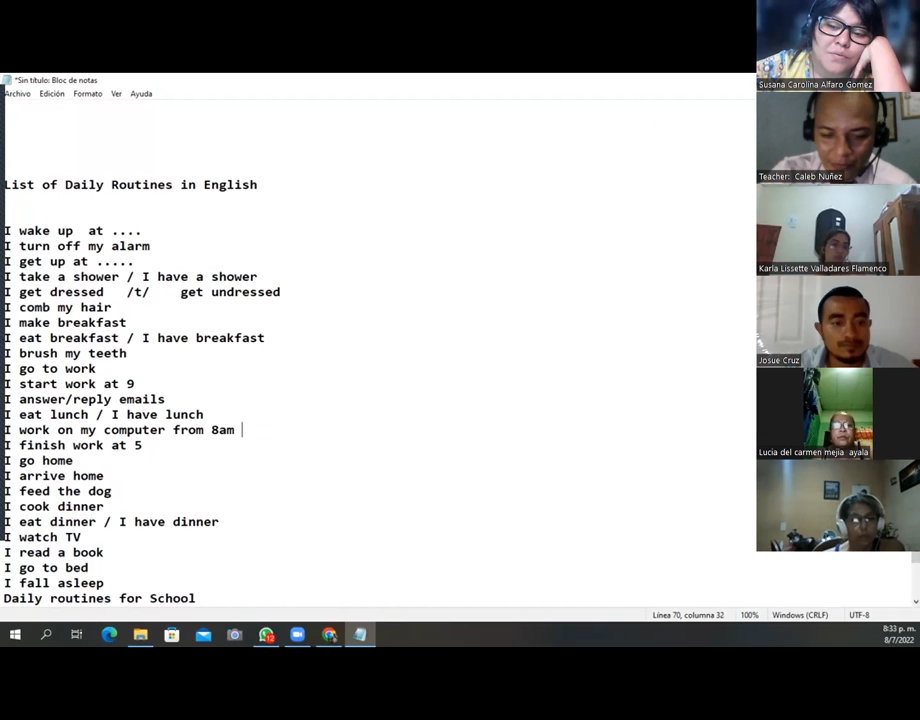 *Sin título: Bloc de notas
Archivo Edición Formato Ver Ayuda
List of Daily Routines in English
I wake up at ....
I turn off my alarm
I get up at .....
I take a shower / I have a shower
I get dressed /t/ get undressed
I comb my hair
I make breakfast
I eat breakfast / I have breakfast
I brush my teeth
I go to work
I start work at 9
I answer/reply emails
I eat lunch / I have lunch
I work on my computer from 8am
I finish work at 5
I go home
I arrive home
I feed the dog
I cook dinner
I eat dinner / I have dinner
I watch TV
I read a book
I go to bed
I fall asleep
Daily routines for School
Línea 70, columna 32 100% Windows (CRLF) UTF-8
12
8:33 p. m.
8/7/2022
Susana Carolina Alfaro Gomez
Teacher: Caleb Nuñez
Karla Lissette Valladares Flamenco
Josue Cruz
Lucia del carmen mejia ayala